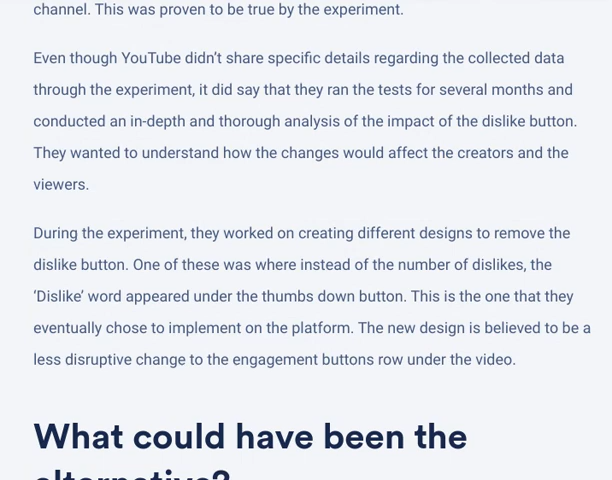 channel. This was proven to be true by the experiment.
Even though YouTube didn’t share specific details regarding the collected data
through the experiment, it did say that they ran the tests for several months and
conducted an in-depth and thorough analysis of the impact of the dislike button.
They wanted to understand how the changes would affect the creators and the
viewers.
During the experiment, they worked on creating different designs to remove the
dislike button. One of these was where instead of the number of dislikes, the
‘Dislike’ word appeared under the thumbs down button. This is the one that they
eventually chose to implement on the platform. The new design is believed to be a
less disruptive change to the engagement buttons row under the video.
What could have been the
alternative?